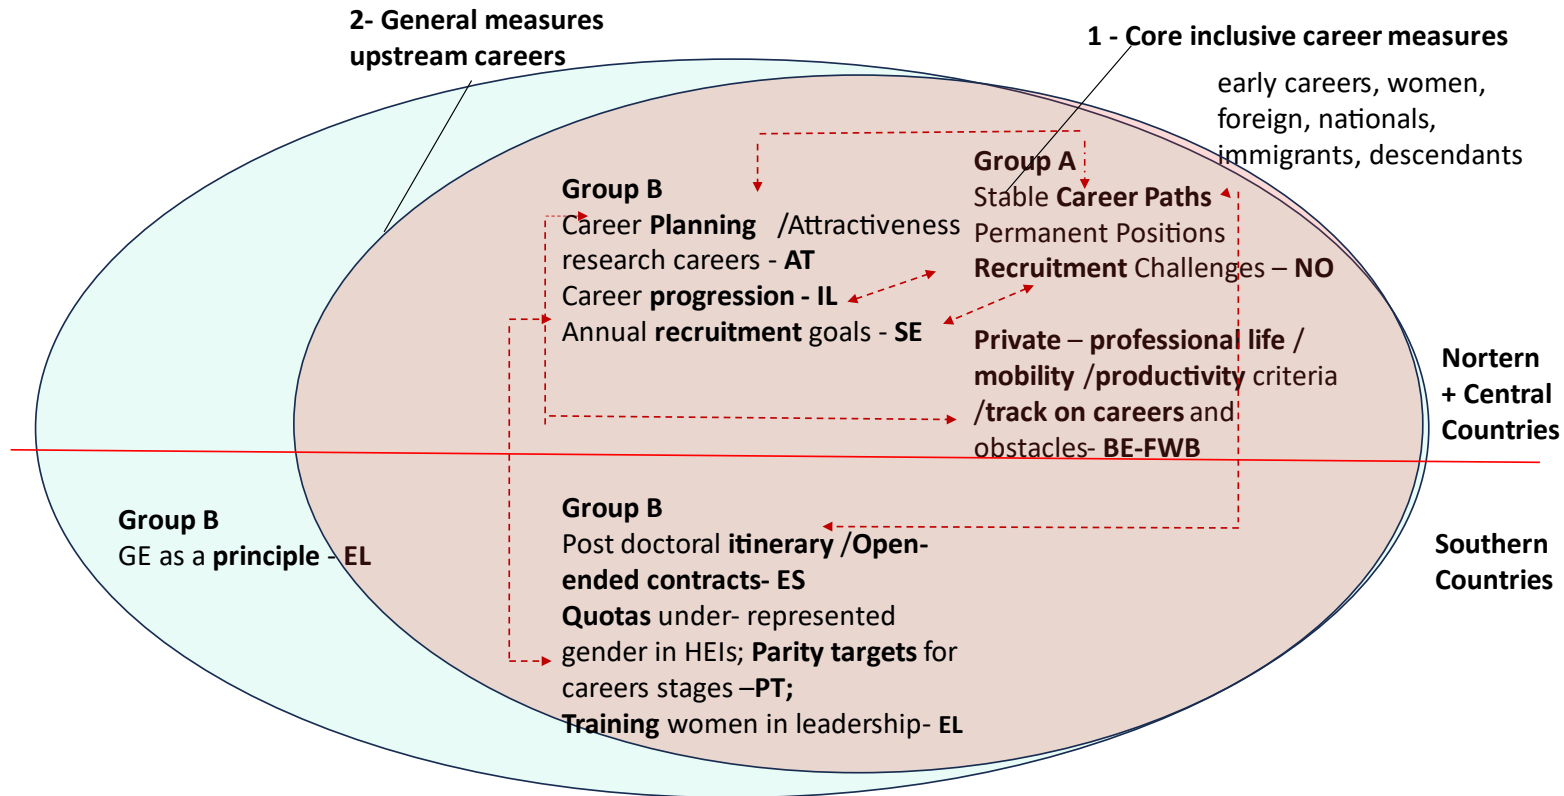 2- General measures
upstream careers
1 - Core inclusive career measures
early careers, women,
foreign, nationals,
immigrants, descendants
Group B
Career Planning /Attractiveness
research careers - AT
Career progression - IL
Annual recruitment goals - SE
Group A
Stable Career Paths
Permanent Positions
Recruitment Challenges – NO
Private – professional life /
mobility /productivity criteria
/track on careers and
obstacles- BE-FWB
Nortern
+ Central
Countries
Group B
GE as a principle - EL
Group B
Post doctoral itinerary /Open-
ended contracts- ES
Quotas under- represented
gender in HEIs; Parity targets for
careers stages –PT;
Training women in leadership- EL
Southern
Countries